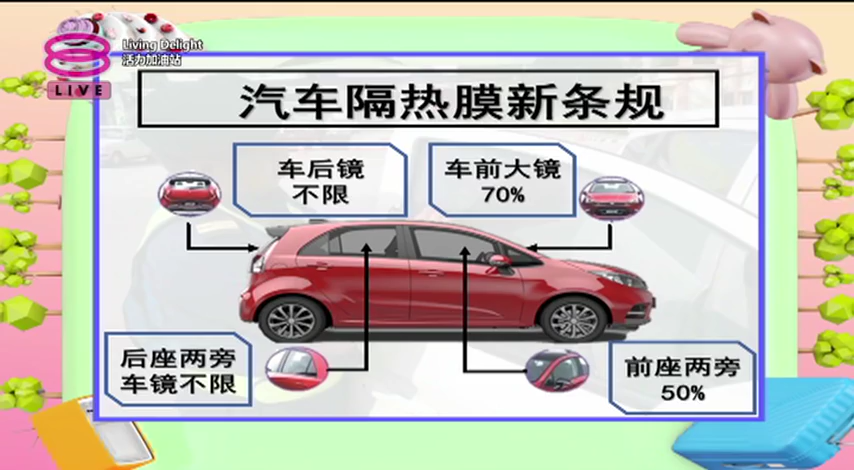 Living Delight
活力加油站
LIVE
汽车隔热膜新条规
车后镜
不限
车前大镜
70%
后座两旁
车镜不限
前座两旁
50%